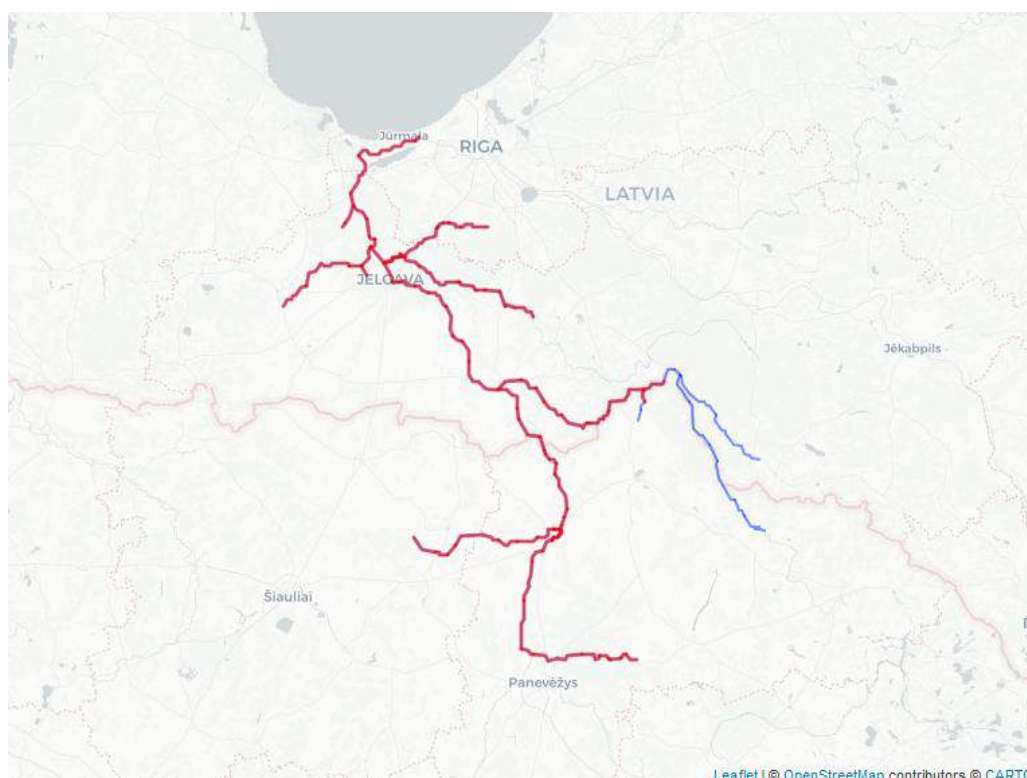 Jūrmala
RIGA
LATVIA
JELGAVA
Jēkabpils
Šiauliai
D
Panevėžys
Leaflet | © OpenStreetMap contributors © CARTO